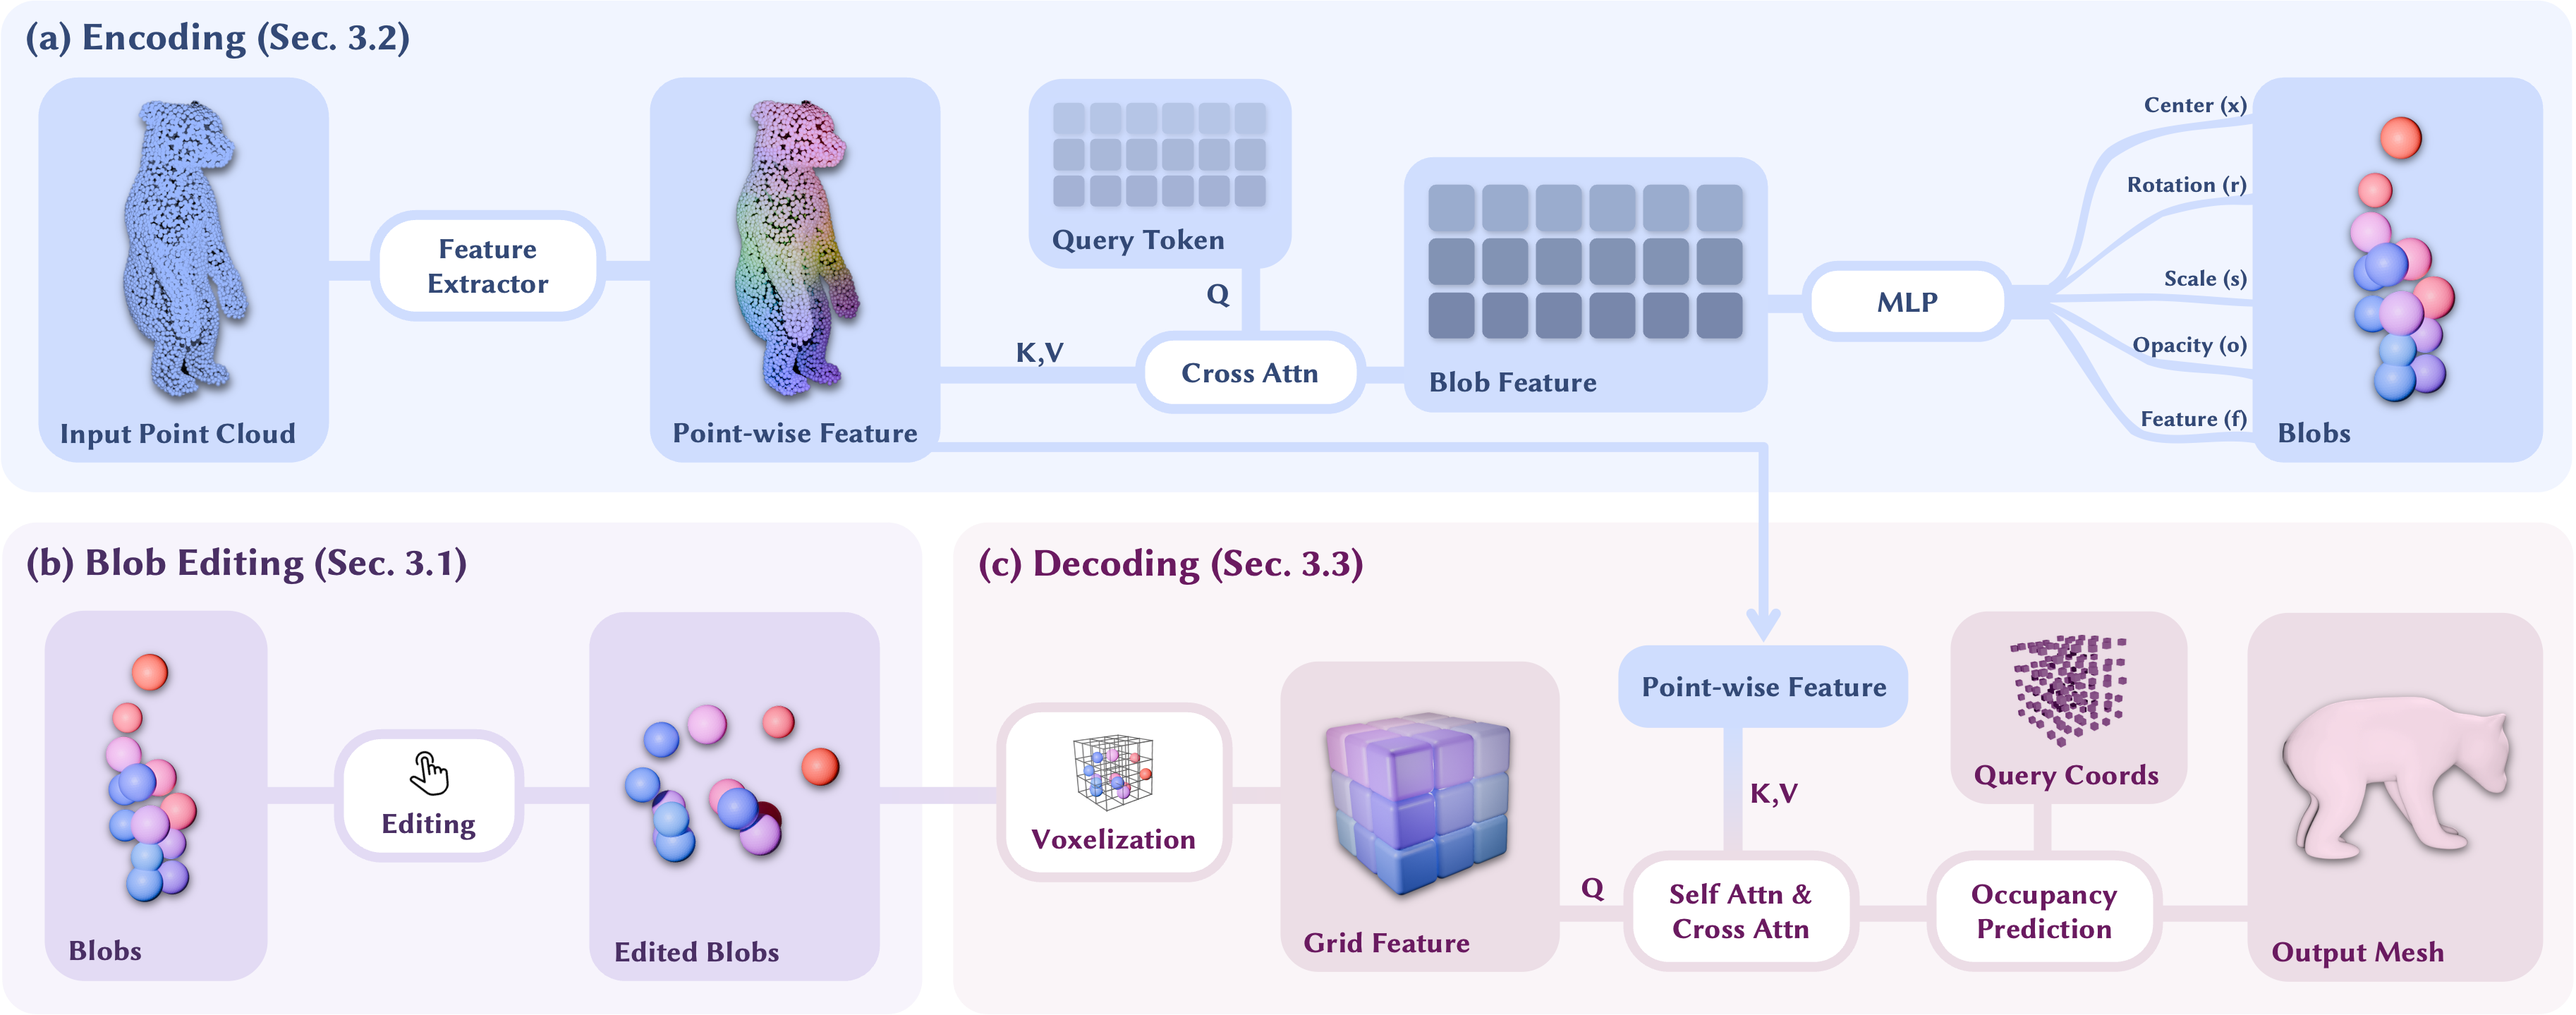 (a) Encoding (Sec. 3.2)
Input Point Cloud
Feature
Extractor
Point-wise Feature
Query Token
Q
K,V
Cross Attn
Blob Feature
MLP
Center (x)
Rotation (r)
Scale (s)
Opacity (o)
Feature (f)
Blobs
(b) Blob Editing (Sec. 3.1)
Blobs
Editing
Edited Blobs
(c) Decoding (Sec. 3.3)
Voxelization
Grid Feature
Point-wise Feature
K,V
Q
Self Attn &
Cross Attn
Query Coords
Occupancy
Prediction
Output Mesh